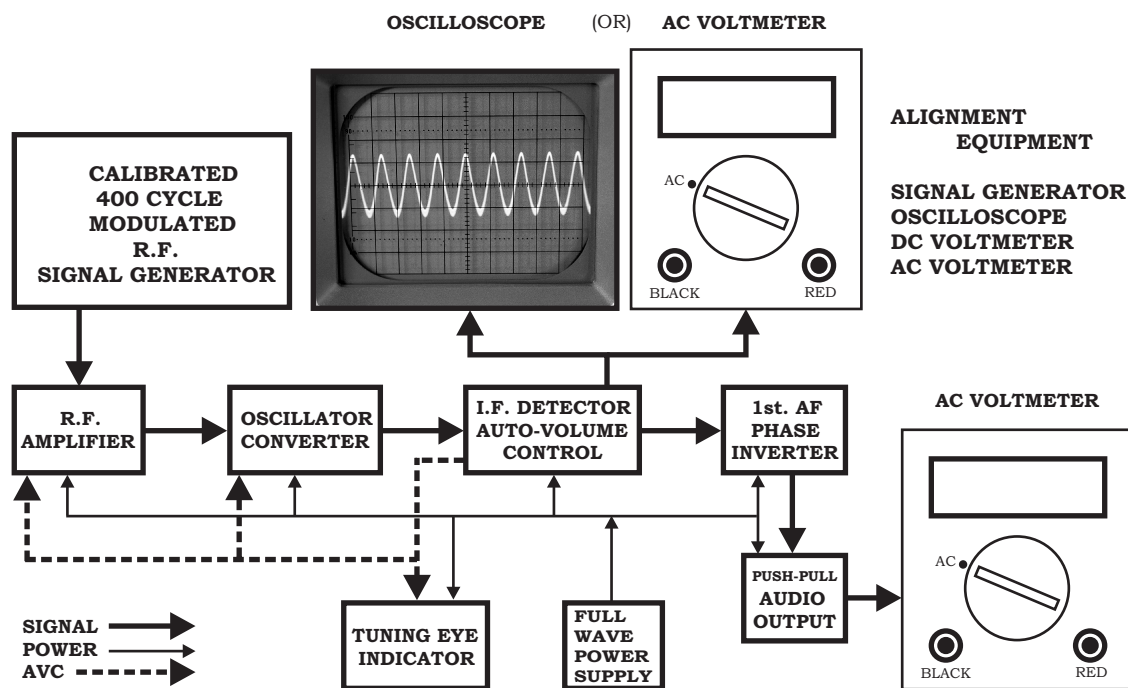 OSCILLOSCOPE (OR) AC VOLTMETER
CALIBRATED
400 CYCLE
MODULATED
R.F.
SIGNAL GENERATOR
AC
BLACK
RED
ALIGNMENT
EQUIPMENT
SIGNAL GENERATOR
OSCILLOSCOPE
DC VOLTMETER
AC VOLTMETER
R.F.
AMPLIFIER
OSCILLATOR
CONVERTER
I.F. DETECTOR
AUTO-VOLUME
CONTROL
1st. AF
PHASE
INVERTER
AC VOLTMETER
AC
BLACK
RED
PUSH-PULL
AUDIO
OUTPUT
TUNING EYE
INDICATOR
FULL
WAVE
POWER
SUPPLY
SIGNAL
POWER
AVC